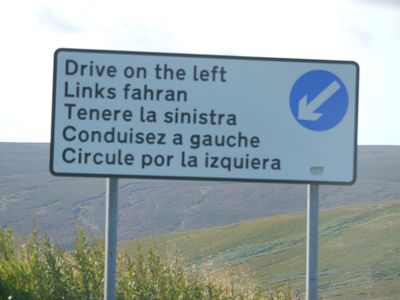 Drive on the left
Links fahran
Tenere la sinistra
Conduisez a gauche
Circule por la izquiera